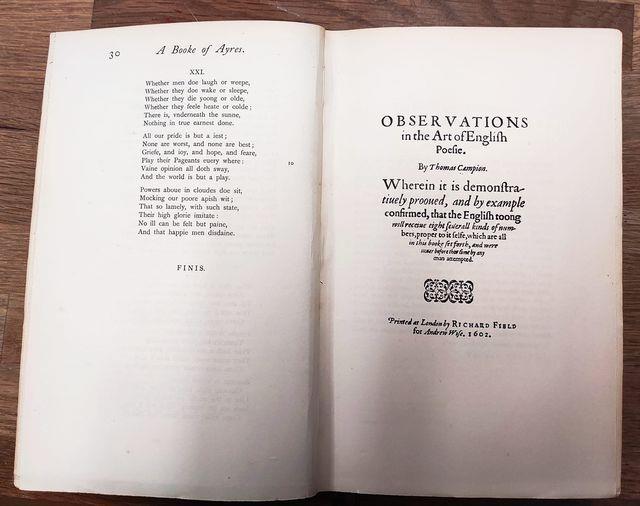 30 A Booke of Ayres.
XXI.
Whether men doe laugh or weepe,
Whether they doe wake or sleepe,
Whether they die yoong or olde,
Whether they feele heate or colde;
There is, vnderneath the sunne,
Nothing in true earnest done.
All our pride is but a iest;
None are worst, and none are best;
Griefe, and ioy, and hope, and feare,
Play their Pageants euery where: 10
Vaine opinion all doth sway,
And the world is but a play.
Powers aboue in cloudes doe sit,
Mocking our poore apish wit;
That so lamely, with such state,
Their high glorie imitate:
No ill can be felt but paine,
And that happie men disdaine.
FINIS.
OBSERVATIONS
in the Art of Engliſh
Poeſie.
By Thomas Campion.
Wherein it is demonſtra-
tiuely prooued, and by example
confirmed, that the Engliſh toong
will receiue eight ſeuerall kinds of num-
bers, proper to it ſelfe, which are all
in this booke ſet forth, and were
neuer before this time by any
man attempted.
Printed at London by RICHARD FIELD
for Andrew Wiſe. 1602.